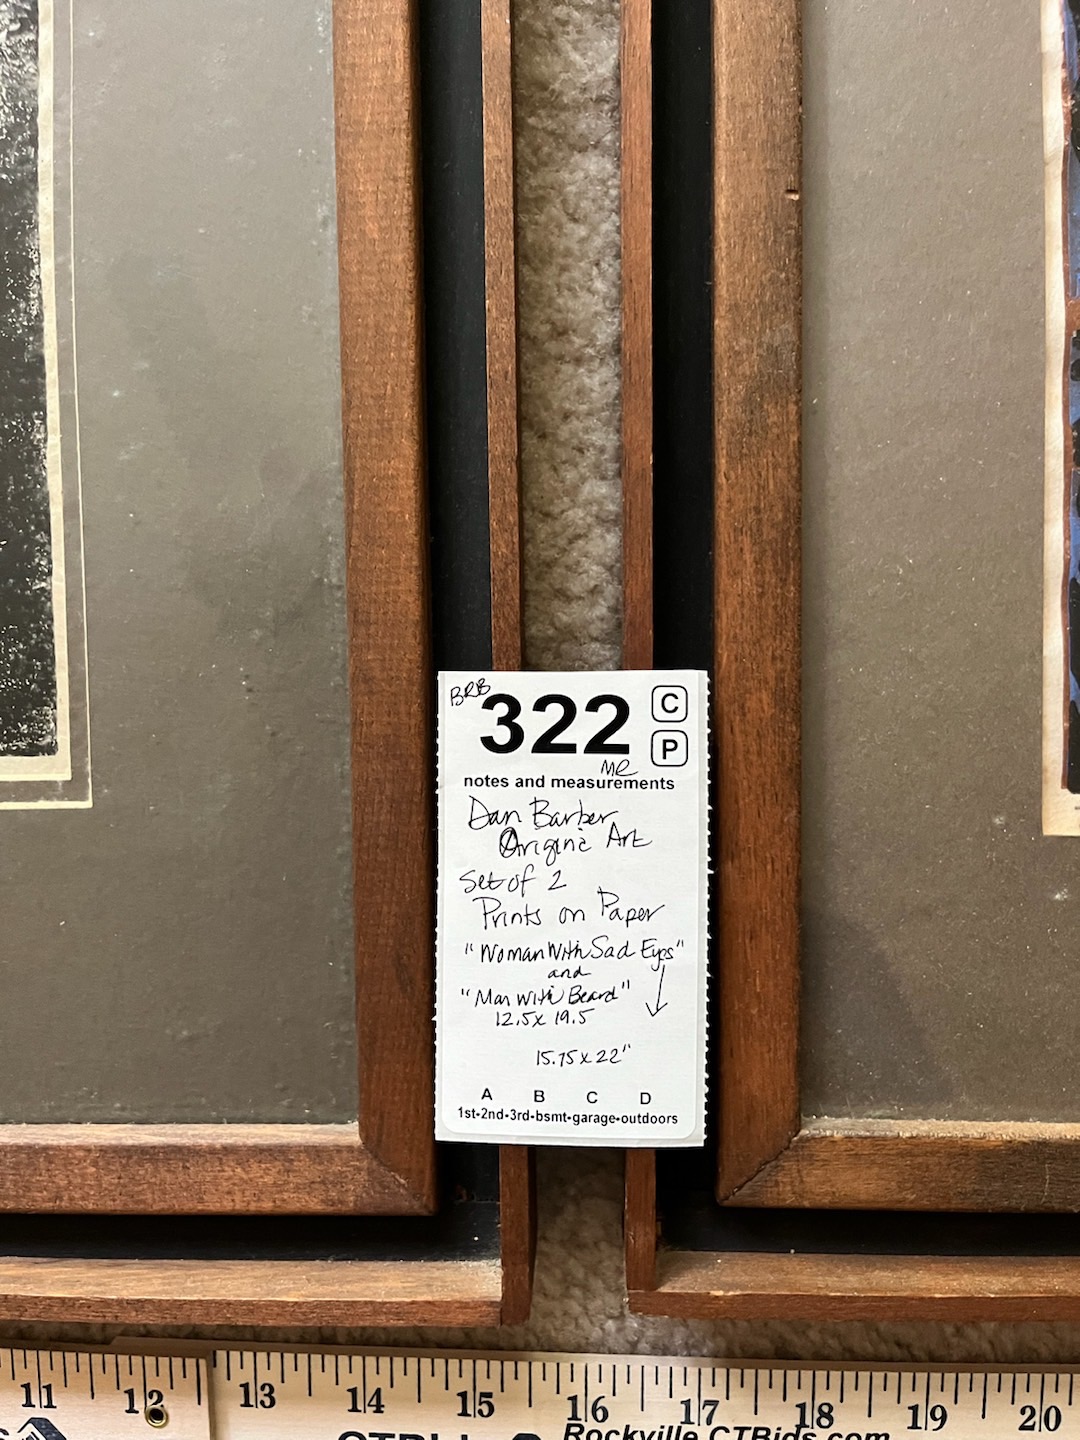 BRB
322
C
P
ME
notes and measurements
Dan Barber
Original Art
Set of 2
Prints on Paper
"Woman With Sad Eyes"
and
"Man With Beard"
12.5x 19.5
15.75 x 22"
A B C D
1st-2nd-3rd-bsmt-garage-outdoors
11 12 13 14 15 16 17 18 19 20
Rockville CTBids.com